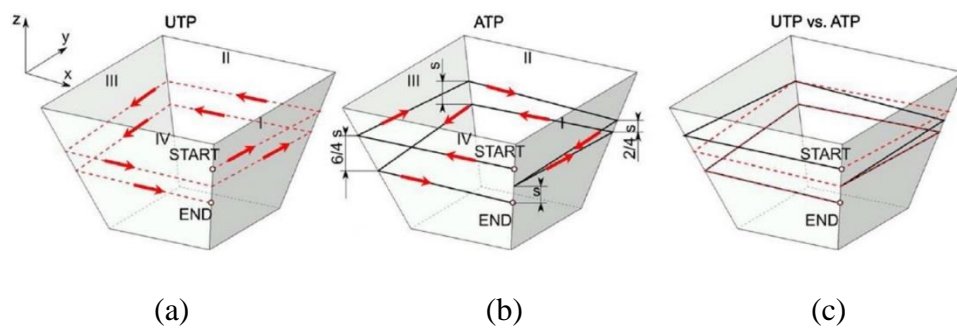 UTP
z
y
x
II
III
I
IV
START
END
ATP
II
III
s
I
s
IV
START
6/4 s
2/4
s
END
UTP vs. ATP
START
END
(a)
(b)
(c)